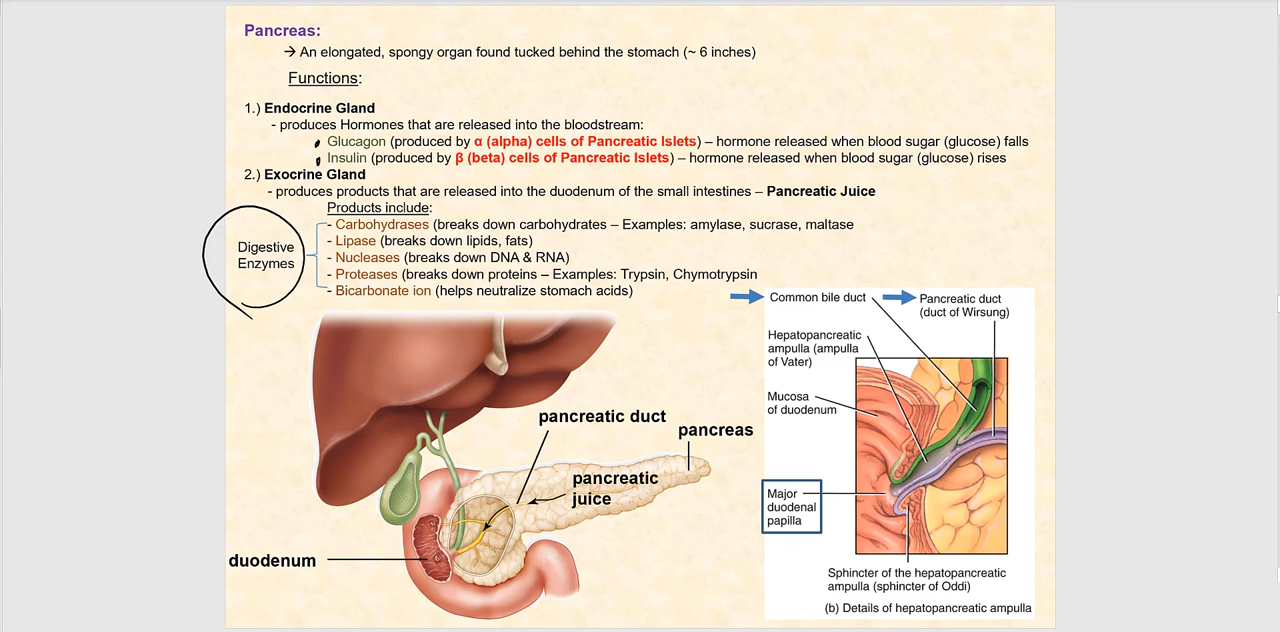 Pancreas:
→ An elongated, spongy organ found tucked behind the stomach (~ 6 inches)
Functions:
1.) Endocrine Gland
- produces Hormones that are released into the bloodstream:
Glucagon (produced by α (alpha) cells of Pancreatic Islets) – hormone released when blood sugar (glucose) falls
Insulin (produced by β (beta) cells of Pancreatic Islets) – hormone released when blood sugar (glucose) rises
2.) Exocrine Gland
- produces products that are released into the duodenum of the small intestines – Pancreatic Juice
Products include:
- Carbohydrases (breaks down carbohydrates – Examples: amylase, sucrase, maltase
- Lipase (breaks down lipids, fats)
- Nucleases (breaks down DNA & RNA)
- Proteases (breaks down proteins – Examples: Trypsin, Chymotrypsin
- Bicarbonate ion (helps neutralize stomach acids)
Digestive
Enzymes
pancreatic duct
pancreas
pancreatic
juice
duodenum
Common bile duct
Pancreatic duct
(duct of Wirsung)
Hepatopancreatic
ampulla (ampulla
of Vater)
Mucosa
of duodenum
Major
duodenal
papilla
Sphincter of the hepatopancreatic
ampulla (sphincter of Oddi)
(b) Details of hepatopancreatic ampulla